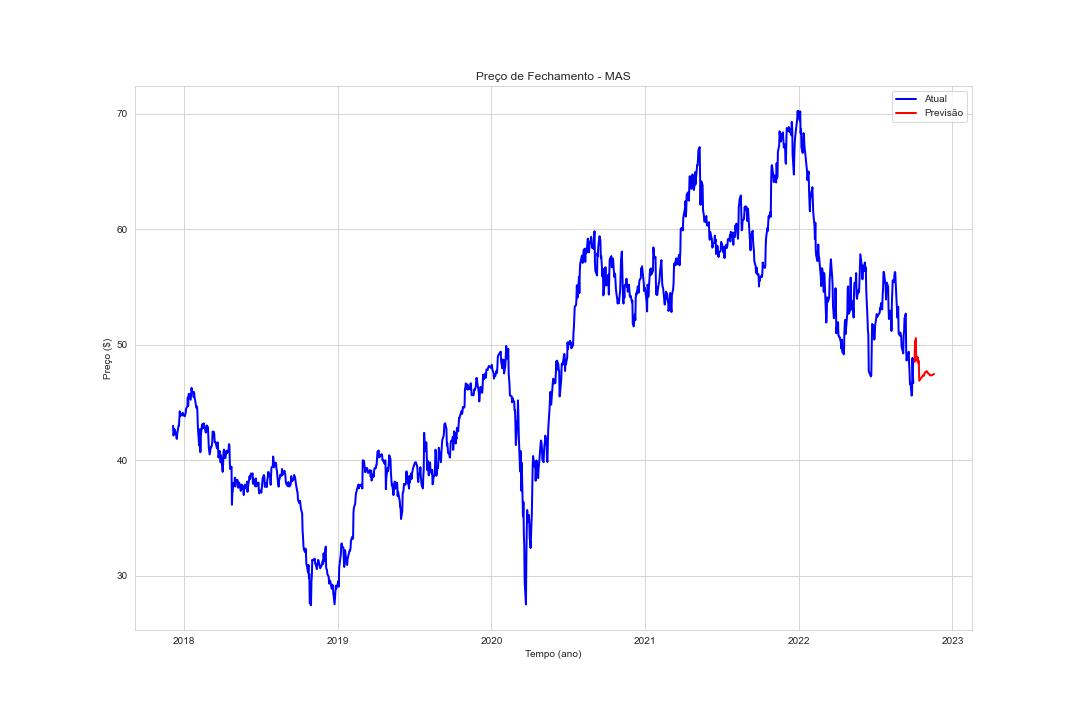 Preço de Fechamento - MAS
Atual
Previsão
Preço ($)
70
60
50
40
30
2018
2019
2020
2021
2022
2023
Tempo (ano)